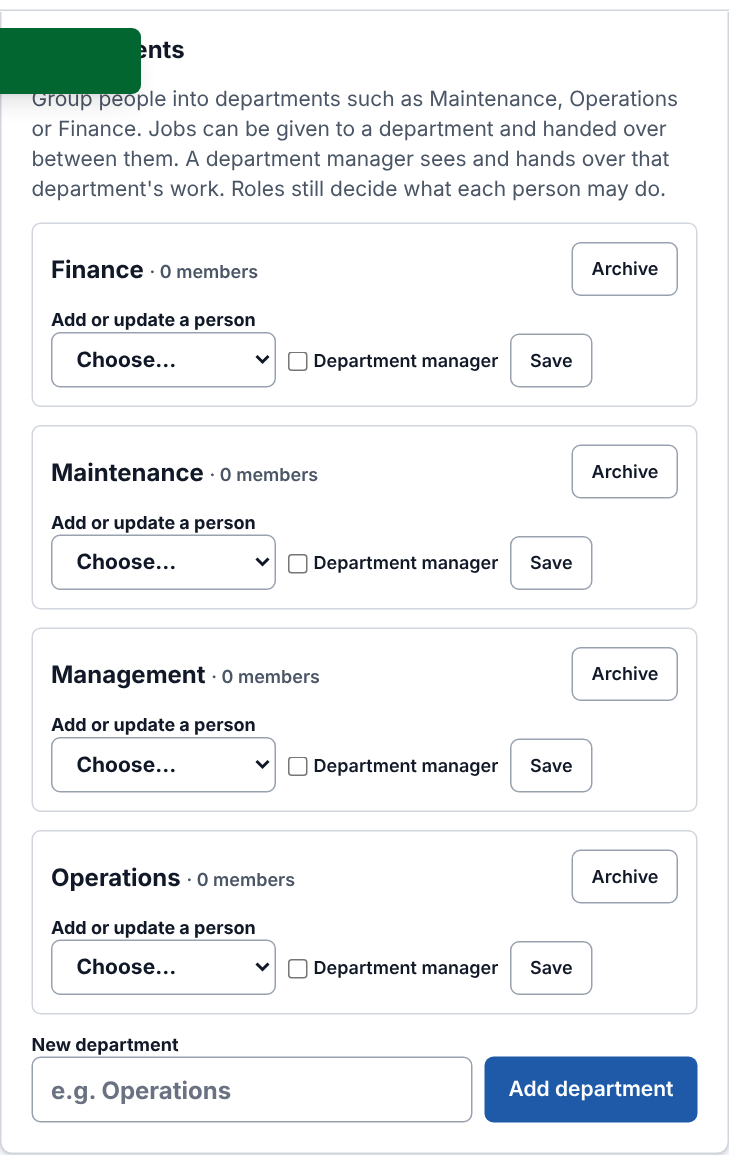 ents
Group people into departments such as Maintenance, Operations
or Finance. Jobs can be given to a department and handed over
between them. A department manager sees and hands over that
department's work. Roles still decide what each person may do.
Finance · 0 members
Archive
Add or update a person
Choose...
Department manager
Save
Maintenance · 0 members
Archive
Add or update a person
Choose...
Department manager
Save
Management · 0 members
Archive
Add or update a person
Choose...
Department manager
Save
Operations · 0 members
Archive
Add or update a person
Choose...
Department manager
Save
New department
e.g. Operations
Add department